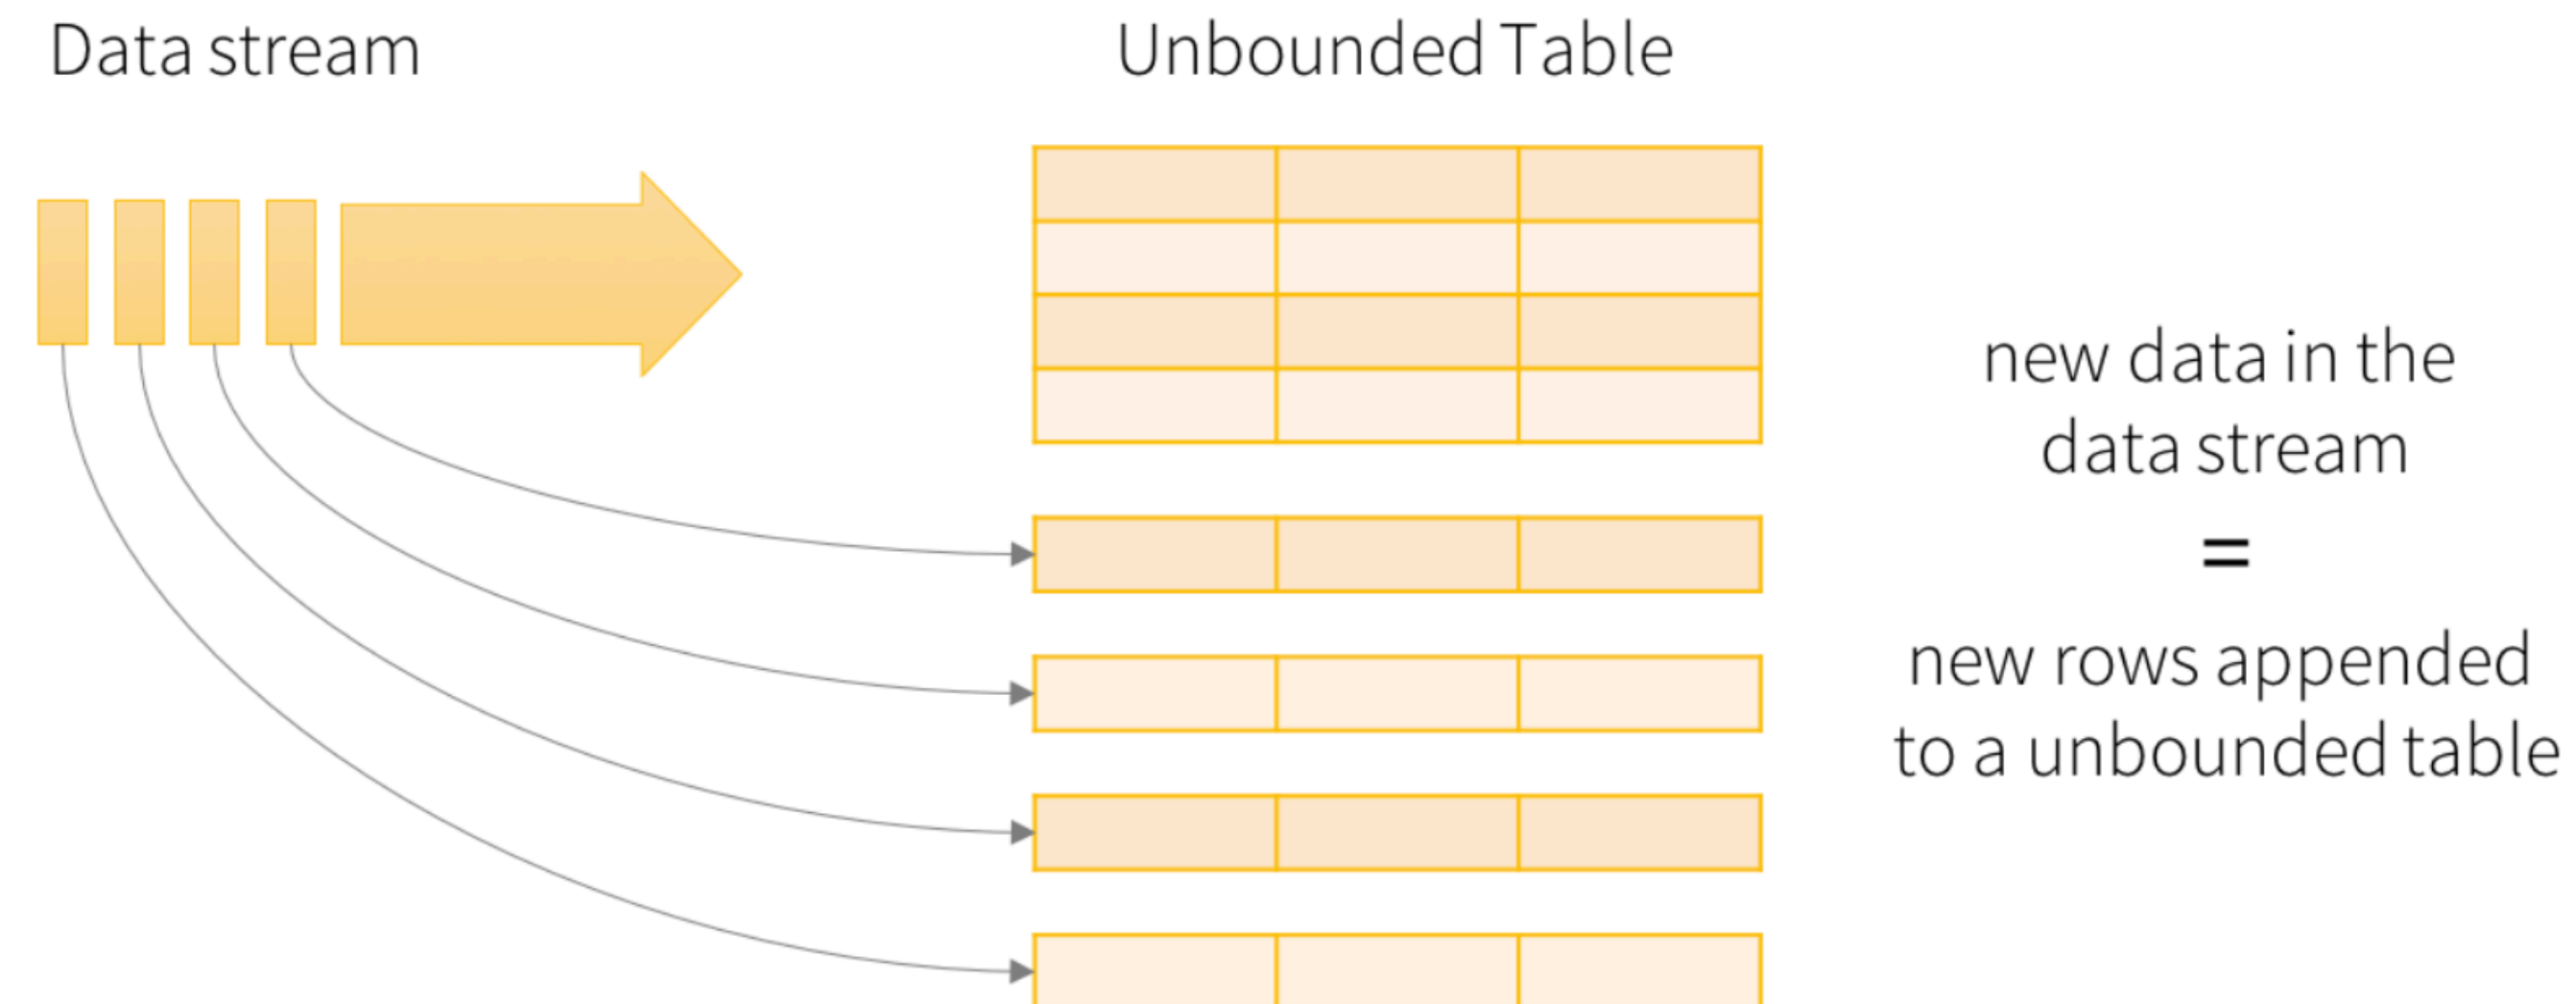 Data stream
Unbounded Table
new data in the
data stream
=
new rows appended
to a unbounded table